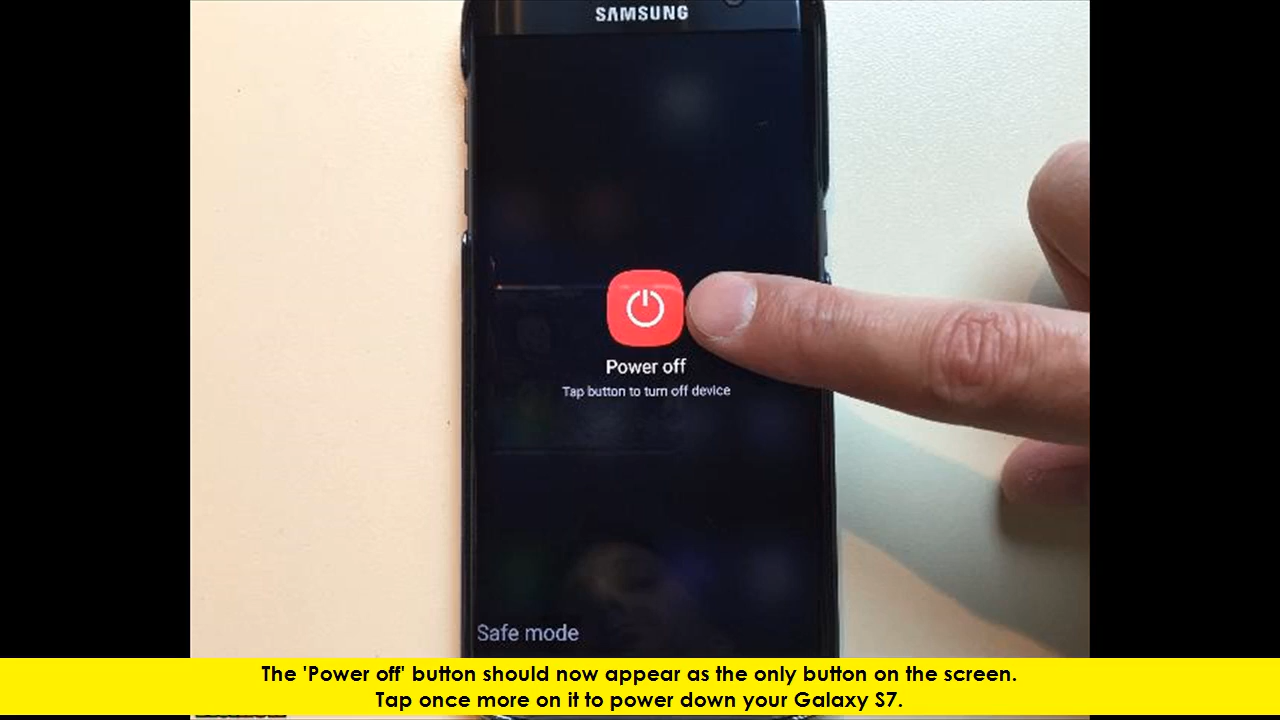 SAMSUNG
Power off
Tap button to turn off device
Safe mode
The 'Power off' button should now appear as the only button on the screen.
Tap once more on it to power down your Galaxy S7.